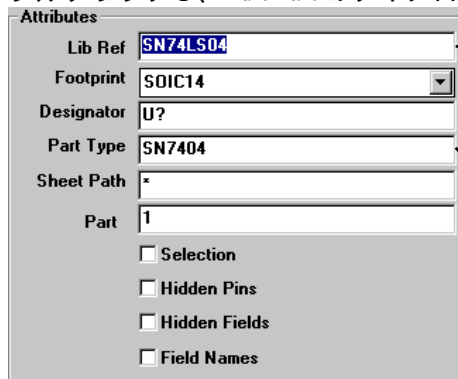 Attributes
Lib Ref SN74LS04
Footprint SOIC14
Designator U?
Part Type SN7404
Sheet Path *
Part 1
Selection
Hidden Pins
Hidden Fields
Field Names